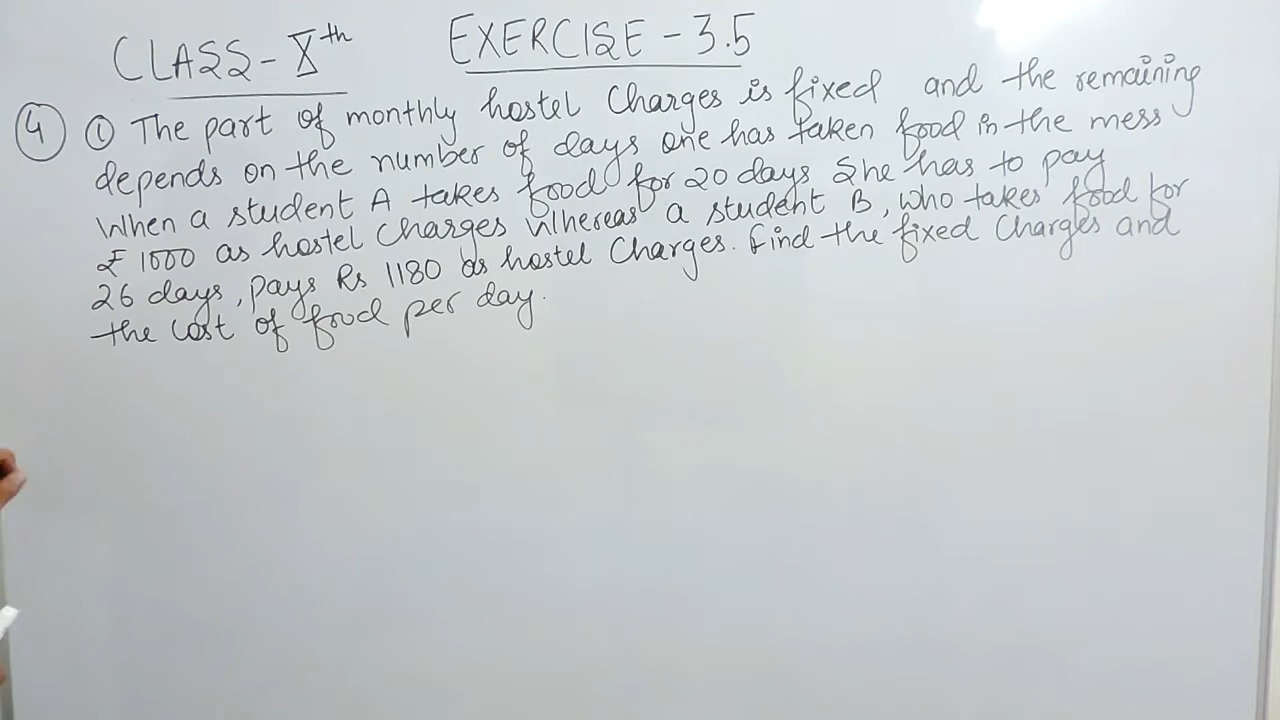 CLASS - Xth EXERCISE - 3.5
4 1 The part of monthly hostel Charges is fixed and the remaining
depends on the number of days one has taken food in the mess
When a student A takes food for 20 days She has to pay
₹ 1000 as hostel Charges Whereas a student B, who takes food for
26 days, pays Rs 1180 as hostel Charges. Find the fixed Charges and
the cost of food per day.